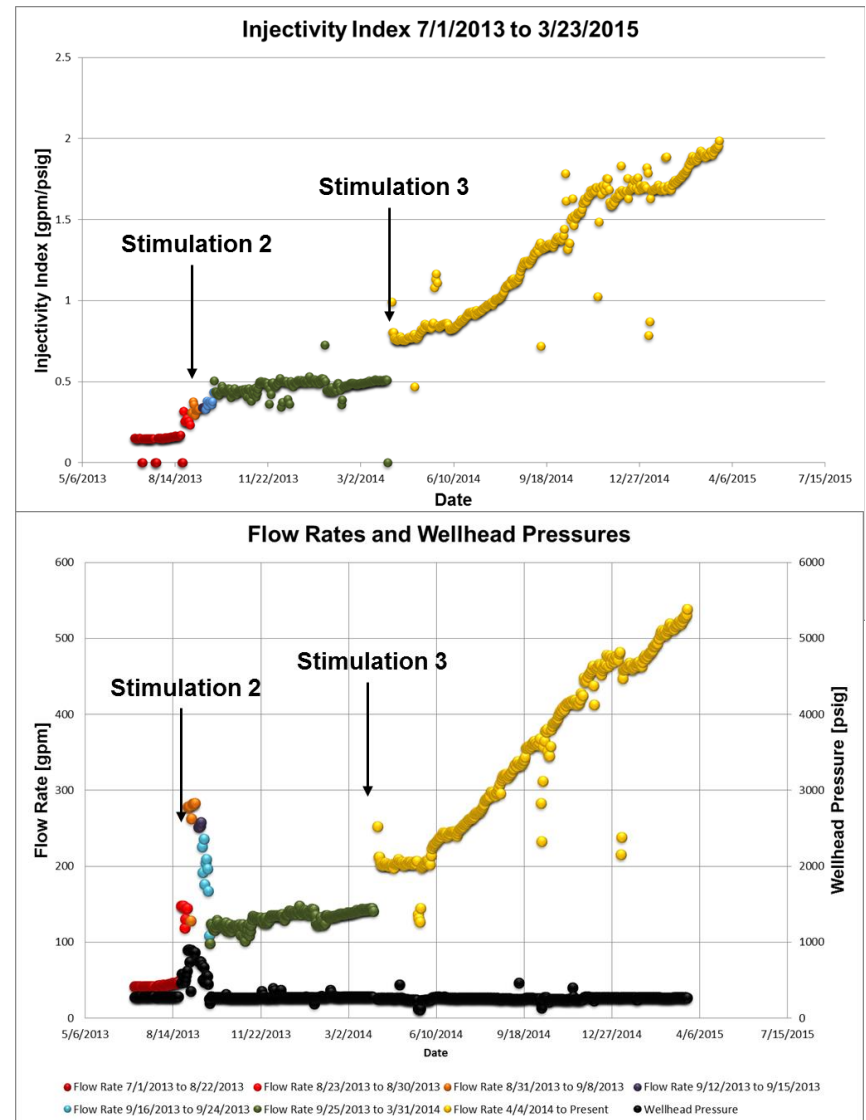 Injectivity Index 7/1/2013 to 3/23/2015
2.5
2
1.5
1
0.5
0
Injectivity Index [gpm/psig]
Stimulation 3
Stimulation 2
5/6/2013 8/14/2013 11/22/2013 3/2/2014 6/10/2014 9/18/2014 12/27/2014 4/6/2015 7/15/2015
Date
Flow Rates and Wellhead Pressures
600 6000
500 5000
400 4000
300 3000
200 2000
100 1000
0 0
Flow Rate [gpm]
Wellhead Pressure [psig]
Stimulation 3
Stimulation 2
5/6/2013 8/14/2013 11/22/2013 3/2/2014 6/10/2014 9/18/2014 12/27/2014 4/6/2015 7/15/2015
Date
Flow Rate 7/1/2013 to 8/22/2013 Flow Rate 8/23/2013 to 8/30/2013 Flow Rate 8/31/2013 to 9/8/2013 Flow Rate 9/12/2013 to 9/15/2013
Flow Rate 9/16/2013 to 9/24/2013 Flow Rate 9/25/2013 to 3/31/2014 Flow Rate 4/4/2014 to Present Wellhead Pressure